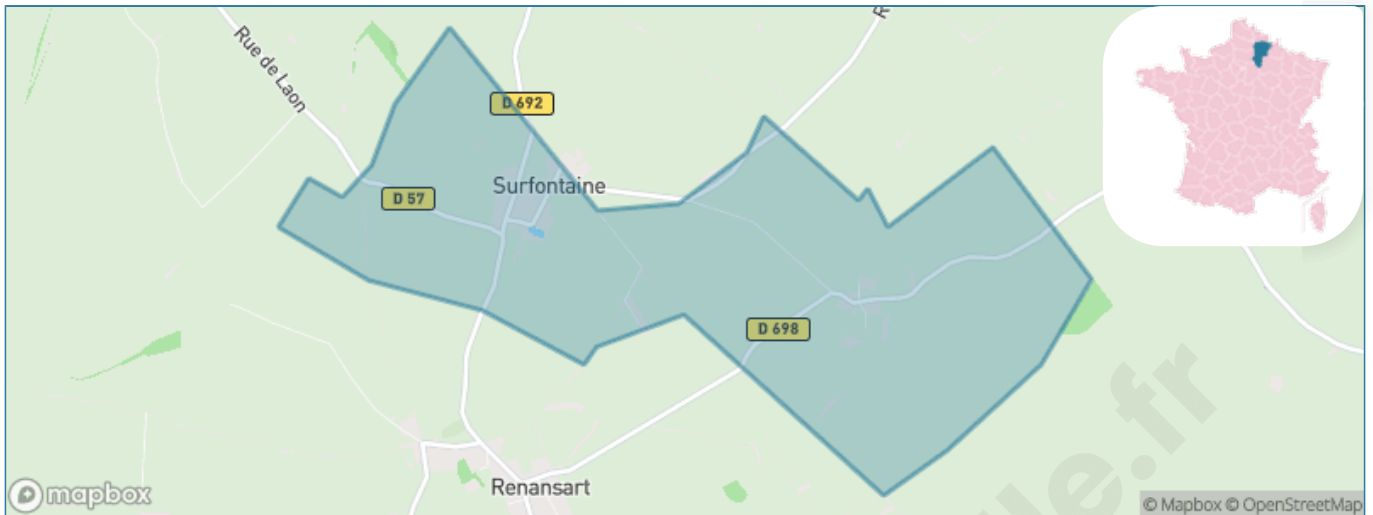 Rue de Laon
D 692
Surfontaine
D 57
D 698
Renansart
mapbox
© Mapbox © OpenStreetMap